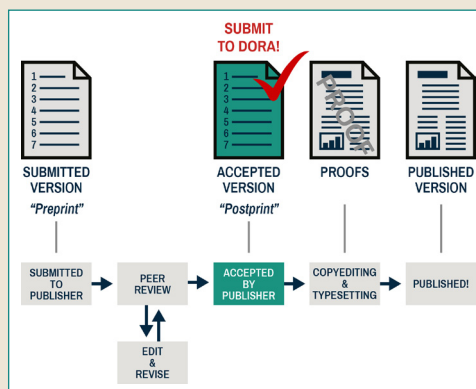 SUBMIT
TO DORA!
1
2
3
4
5
6
7
1
2
3
4
5
6
7
PROOF
SUBMITTED
VERSION
"Preprint"
ACCEPTED
VERSION
"Postprint"
PROOFS
PUBLISHED
VERSION
SUBMITTED
TO
PUBLISHER
PEER
REVIEW
ACCEPTED
BY
PUBLISHER
COPYEDITING
&
TYPESETTING
PUBLISHED!
EDIT
&
REVISE